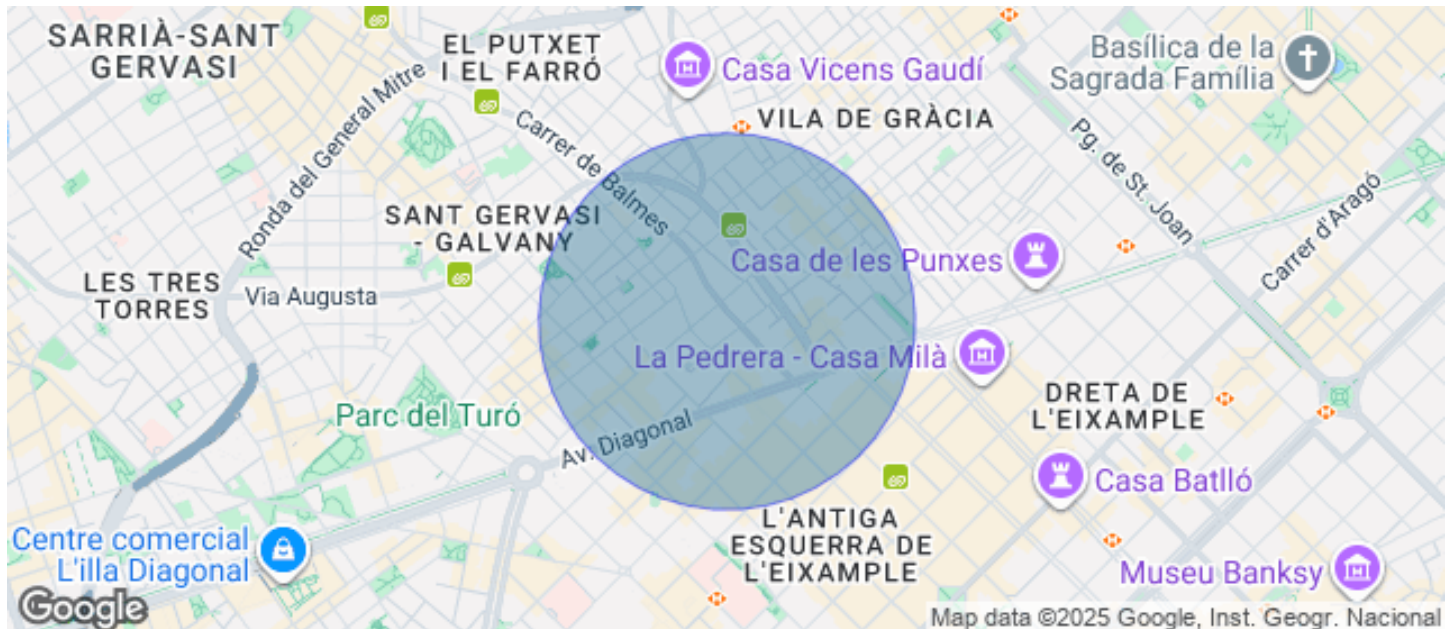 SARRIÀ-SANT
GERVASI
EL PUTXET
I EL FARRÓ
Casa Vicens Gaudí
Basílica de la
Sagrada Família
VILA DE GRÀCIA
Ronda del General Mitre
Carrer de Balmes
Pg. de St. Joan
Carrer d'Aragó
SANT GERVASI
- GALVANY
Casa de les Punxes
LES TRES
TORRES
Via Augusta
La Pedrera - Casa Milà
DRETA DE
L'EIXAMPLE
Parc del Turó
Av. Diagonal
Casa Batlló
L'ANTIGA
ESQUERRA DE
L'EIXAMPLE
Centre comercial
L'illa Diagonal
Museu Banksy
Google
Map data ©2025 Google, Inst. Geogr. Nacional